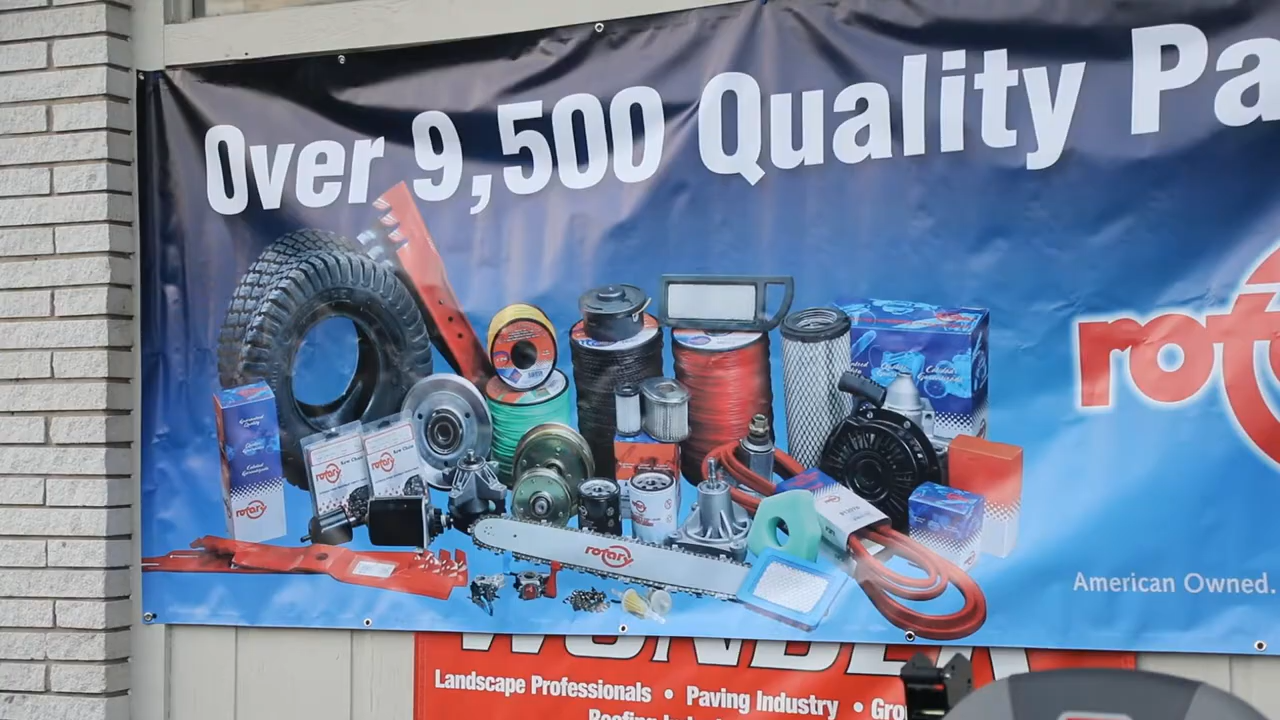 Over 9,500 Quality Pa
rot
rotary
rotary
rotary
rotary
American Owned.
Landscape Professionals • Paving Industry • Gro